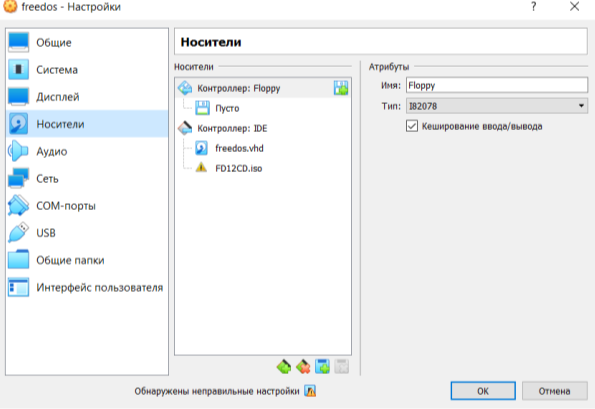 freedos - Настройки
?
Носители
Общие
Система
Дисплей
Носители
Аудио
Сеть
COM-порты
USB
Общие папки
Интерфейс пользователя
Носители
Контроллер: Floppy
Пусто
Контроллер: IDE
freedos.vhd
FD12CD.iso
Атрибуты
Имя: Floppy
Тип: I82078
Кеширование ввода/вывода
Обнаружены неправильные настройки
OK
Отмена